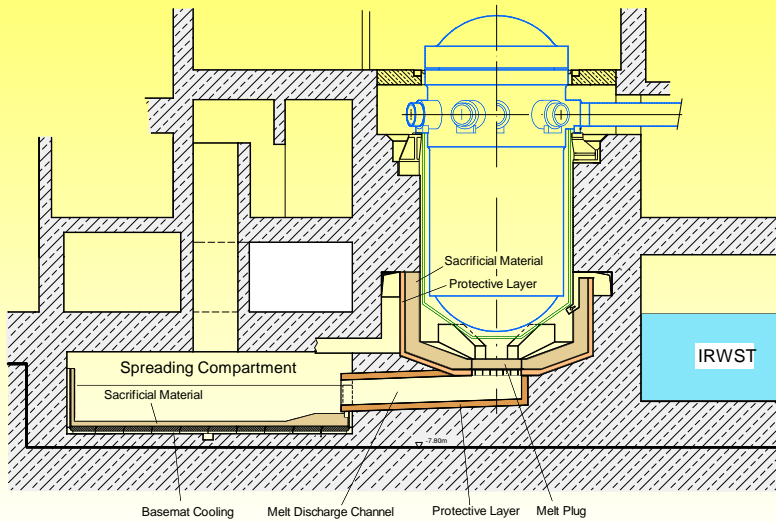 Sacrificial Material
Protective Layer
IRWST
Spreading Compartment
Sacrificial Material
-7.80m
Basemat Cooling
Melt Discharge Channel
Protective Layer
Melt Plug